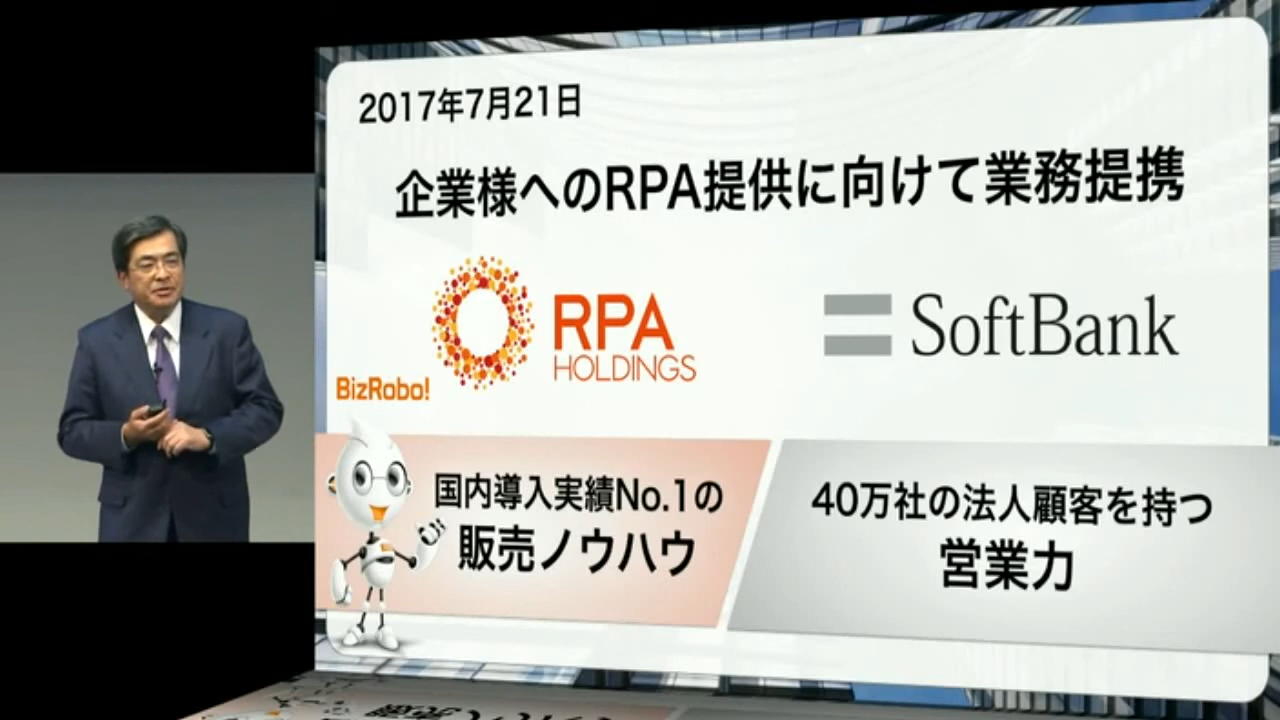 2017年7月21日
企業様へのRPA提供に向けて業務提携
RPA
HOLDINGS
SoftBank
BizRobo!
国内導入実績No.1の
販売ノウハウ
40万社の法人顧客を持つ
営業力